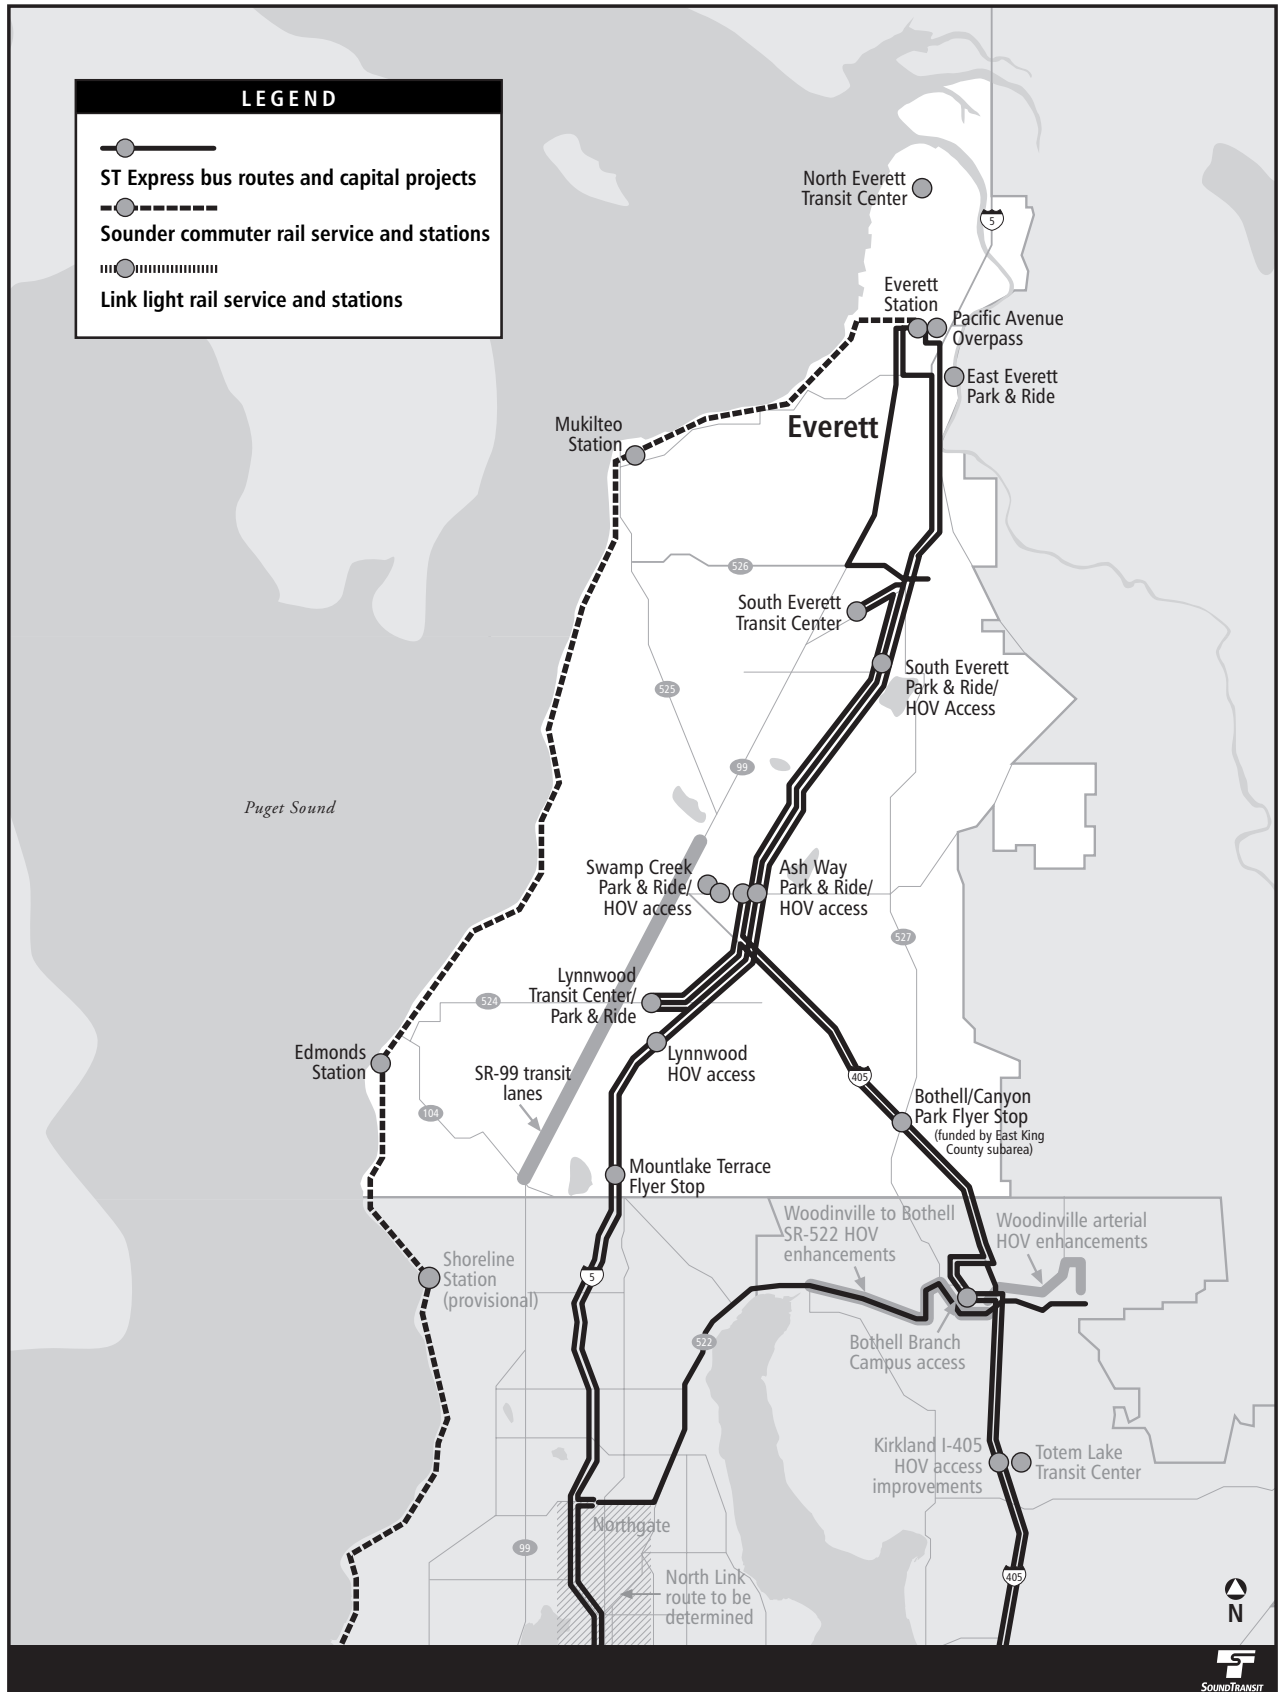 LEGEND
ST Express bus routes and capital projects
Sounder commuter rail service and stations
Link light rail service and stations
North Everett
Transit Center
5
Everett
Station
Pacific Avenue
Overpass
East Everett
Park & Ride
Mukilteo
Station
Everett
526
South Everett
Transit Center
South Everett
Park & Ride/
HOV Access
525
99
Puget Sound
Swamp Creek
Park & Ride/
HOV access
Ash Way
Park & Ride/
HOV access
527
Lynnwood
Transit Center/
Park & Ride
524
Edmonds
Station
Lynnwood
HOV access
SR-99 transit
lanes
405
104
Bothell/Canyon
Park Flyer Stop
(funded by East King
County subarea)
Mountlake Terrace
Flyer Stop
Woodinville to Bothell
SR-522 HOV
enhancements
Woodinville arterial
HOV enhancements
Shoreline
Station
(provisional)
5
522
Bothell Branch
Campus access
Kirkland I-405
HOV access
improvements
Totem Lake
Transit Center
Northgate
99
North Link
route to be
determined
405
N
SOUNDTRANSIT